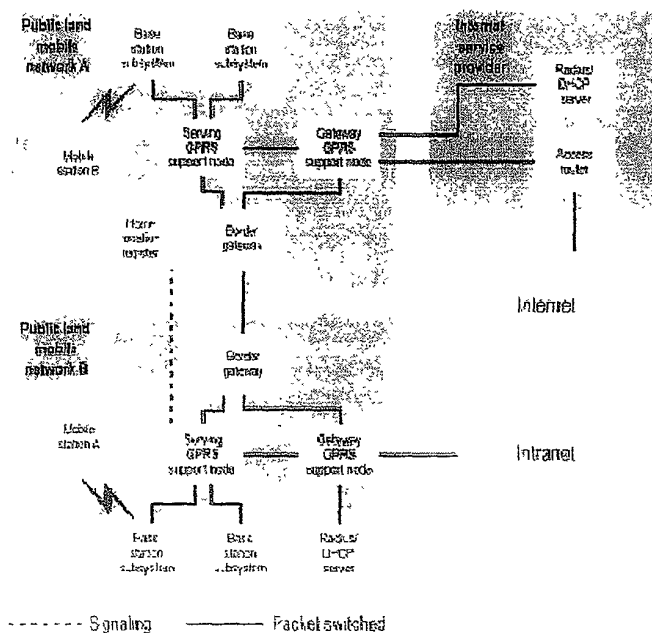 Public land
mobile
network A
Base
station
subsystem
Base
station
subsystem
Internet
service
provider
Radius/
DHCP
server
Mobile
station B
Serving
GPRS
support node
Gateway
GPRS
support node
Access
router
Home
location
register
Border
gateway
Internet
Public land
mobile
network B
Border
gateway
Mobile
station A
Serving
GPRS
support node
Gateway
GPRS
support node
Intranet
Base
station
subsystem
Base
station
subsystem
Radius/
DHCP
server
Signaling
Packet switched